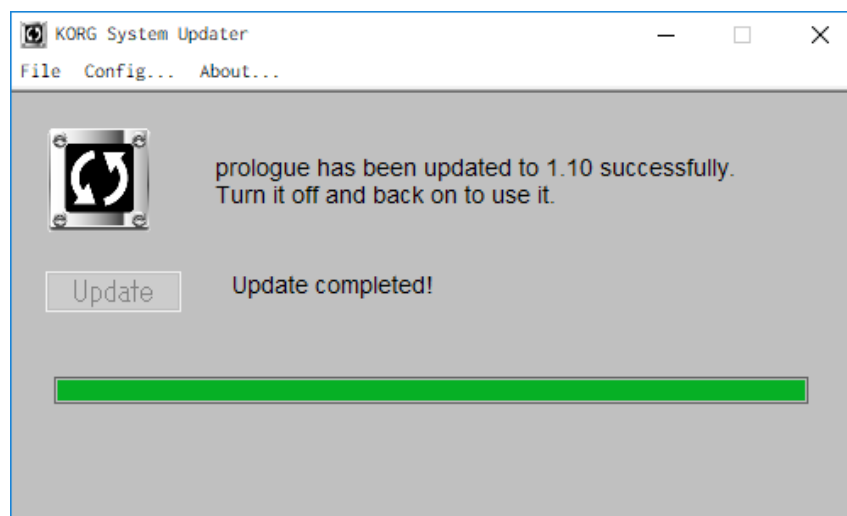 KORG System Updater
File Config... About...
prologue has been updated to 1.10 successfully.
Turn it off and back on to use it.
Update
Update completed!